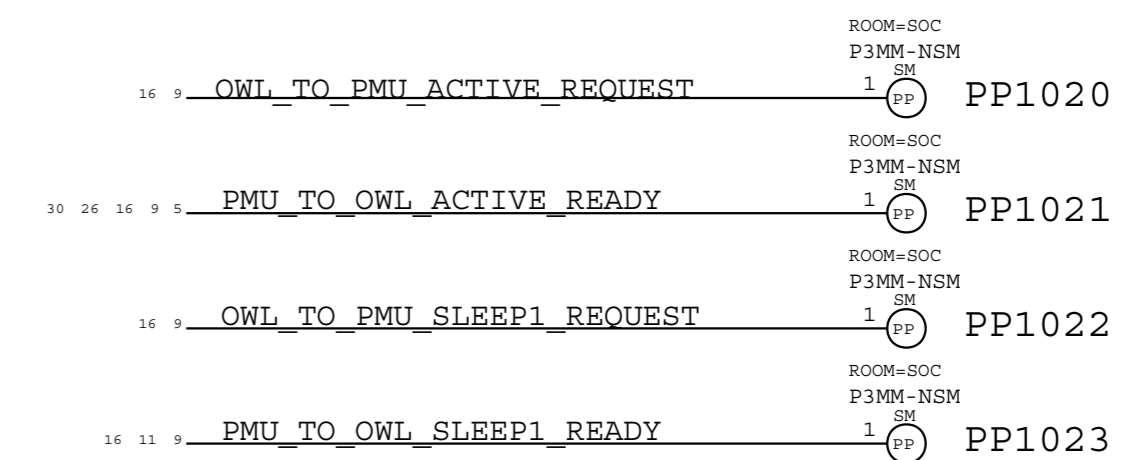 ROOM=SOC
P3MM-NSM
SM
16 9 OWL_TO_PMU_ACTIVE_REQUEST 1 PP PP1020
ROOM=SOC
P3MM-NSM
SM
30 26 16 9 5 PMU_TO_OWL_ACTIVE_READY 1 PP PP1021
ROOM=SOC
P3MM-NSM
SM
16 9 OWL_TO_PMU_SLEEP1_REQUEST 1 PP PP1022
ROOM=SOC
P3MM-NSM
SM
16 11 9 PMU_TO_OWL_SLEEP1_READY 1 PP PP1023